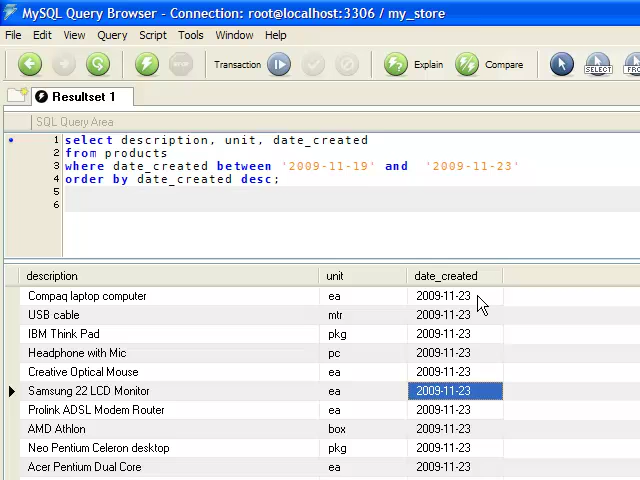 MySQL Query Browser - Connection: root@localhost:3306 / my_store
File Edit View Query Script Tools Window Help
Transaction Explain Compare SELECT
Resultset 1
SQL Query Area
1 select description, unit, date_created
2 from products
3 where date_created between '2009-11-19' and '2009-11-23'
4 order by date_created desc;
5
6
description unit date_created
Compaq laptop computer ea 2009-11-23
USB cable mtr 2009-11-23
IBM Think Pad pkg 2009-11-23
Headphone with Mic pc 2009-11-23
Creative Optical Mouse ea 2009-11-23
Samsung 22 LCD Monitor ea 2009-11-23
Prolink ADSL Modem Router ea 2009-11-23
AMD Athlon box 2009-11-23
Neo Pentium Celeron desktop pkg 2009-11-23
Acer Pentium Dual Core ea 2009-11-23